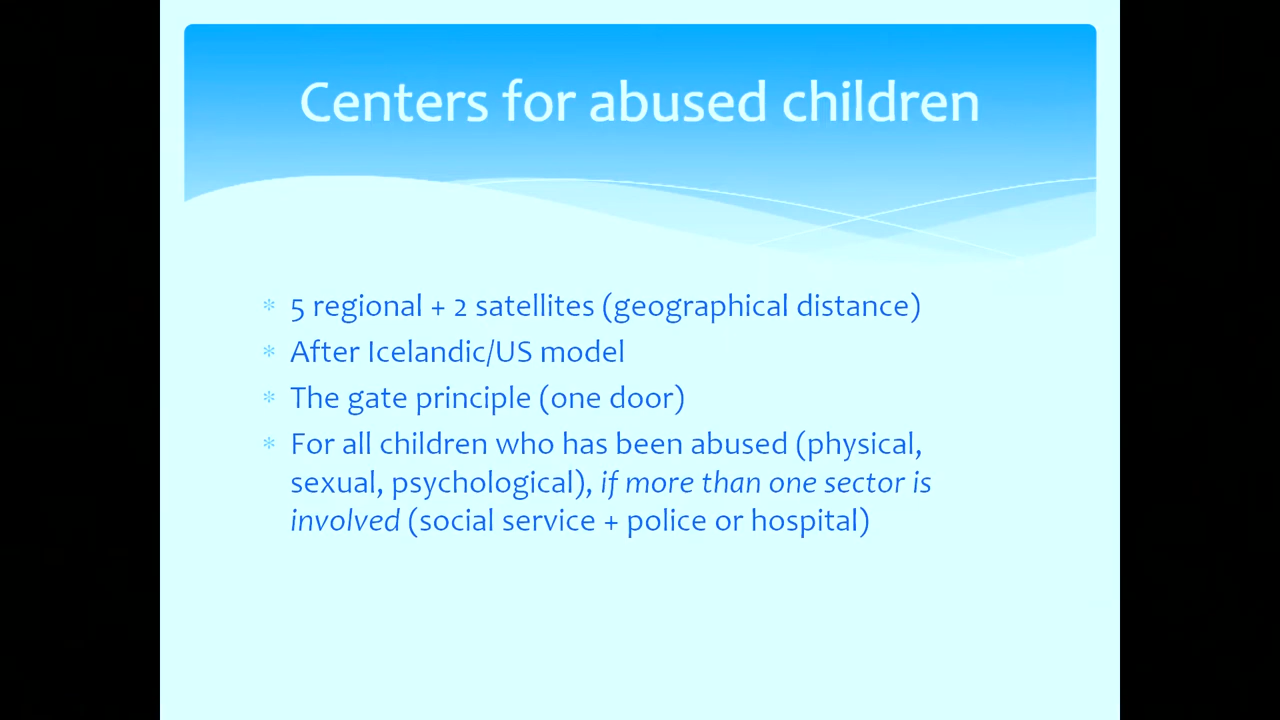 Centers for abused children
* 5 regional + 2 satellites (geographical distance)
* After Icelandic/US model
* The gate principle (one door)
* For all children who has been abused (physical,
sexual, psychological), if more than one sector is
involved (social service + police or hospital)